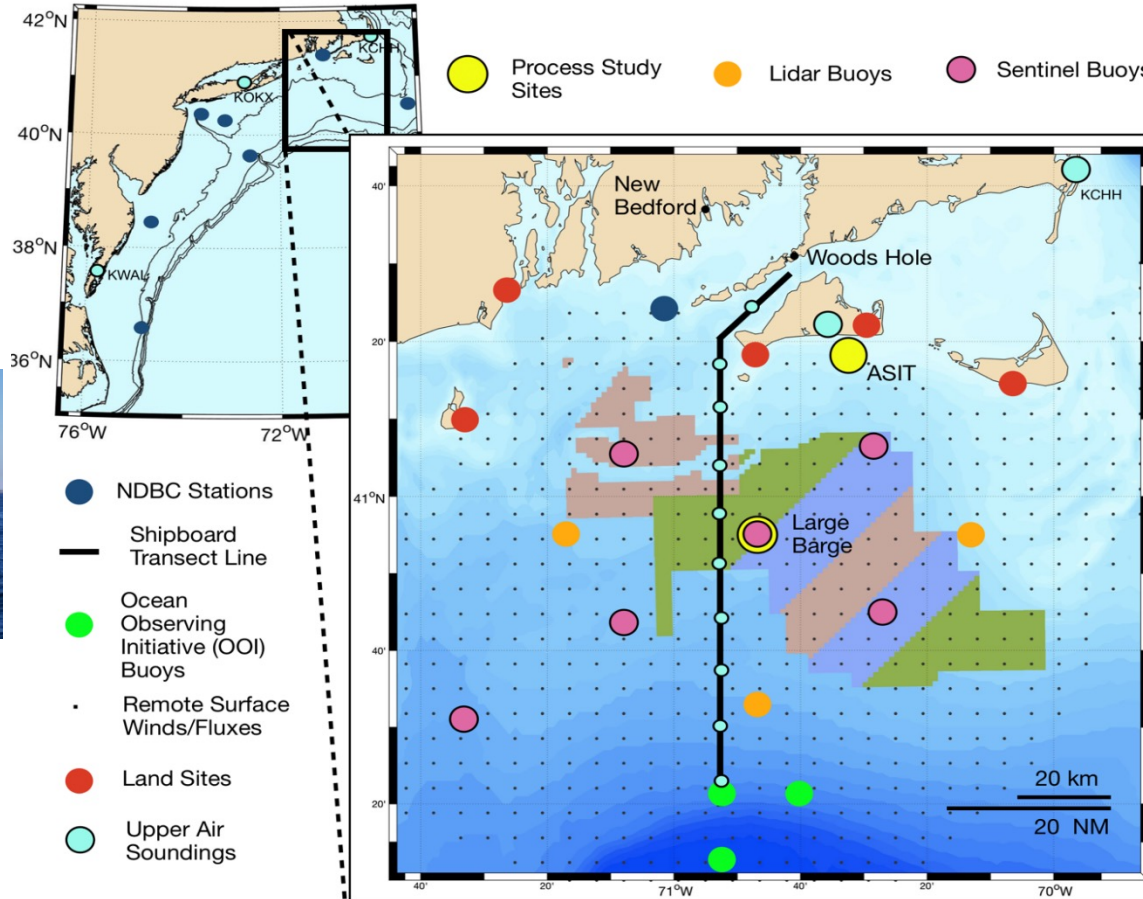 42°N
40°N
38°N
36°N
76°W
72°W
KCHH
KOKX
KWAL
Process Study
Sites
Lidar Buoys
Sentinel Buoys
NDBC Stations
Shipboard
Transect Line
Ocean
Observing
Initiative (OOI)
Buoys
Remote Surface
Winds/Fluxes
Land Sites
Upper Air
Soundings
40'
20'
41°N
40'
20'
New
Bedford
Woods Hole
KCHH
ASIT
Large
Barge
20 km
20 NM
40'
20'
71°W
40'
20'
70°W